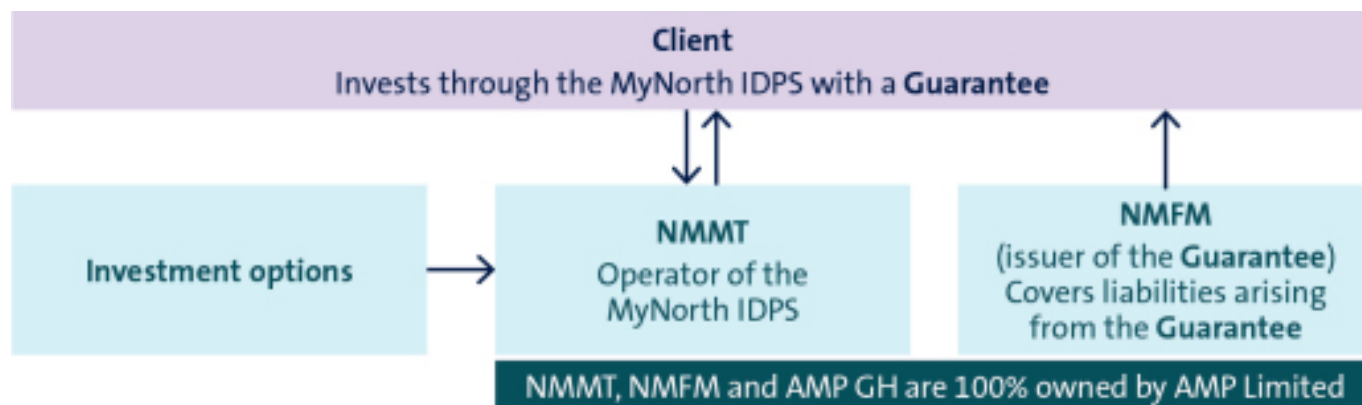 Client
Invests through the MyNorth IDPS with a Guarantee
Investment options
NMMT
Operator of the
MyNorth IDPS
NMFM
(issuer of the Guarantee)
Covers liabilities arising
from the Guarantee
NMMT, NMFM and AMP GH are 100% owned by AMP Limited